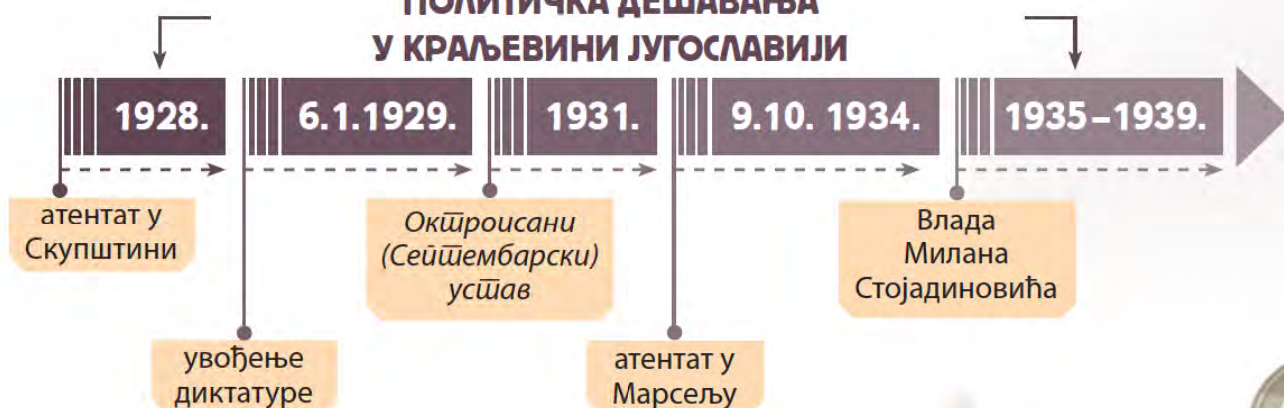 ПОЛИТИЧКА ДЕШАВАЊА
У КРАЉЕВИНИ ЈУГОСЛАВИЈИ
1928.
6.1.1929.
1931.
9.10. 1934.
1935–1939.
атентат у
Скупштини
увођење
диктатуре
Октроисани
(Септембарски)
устав
атентат у
Марсељу
Влада
Милана
Стојадиновића